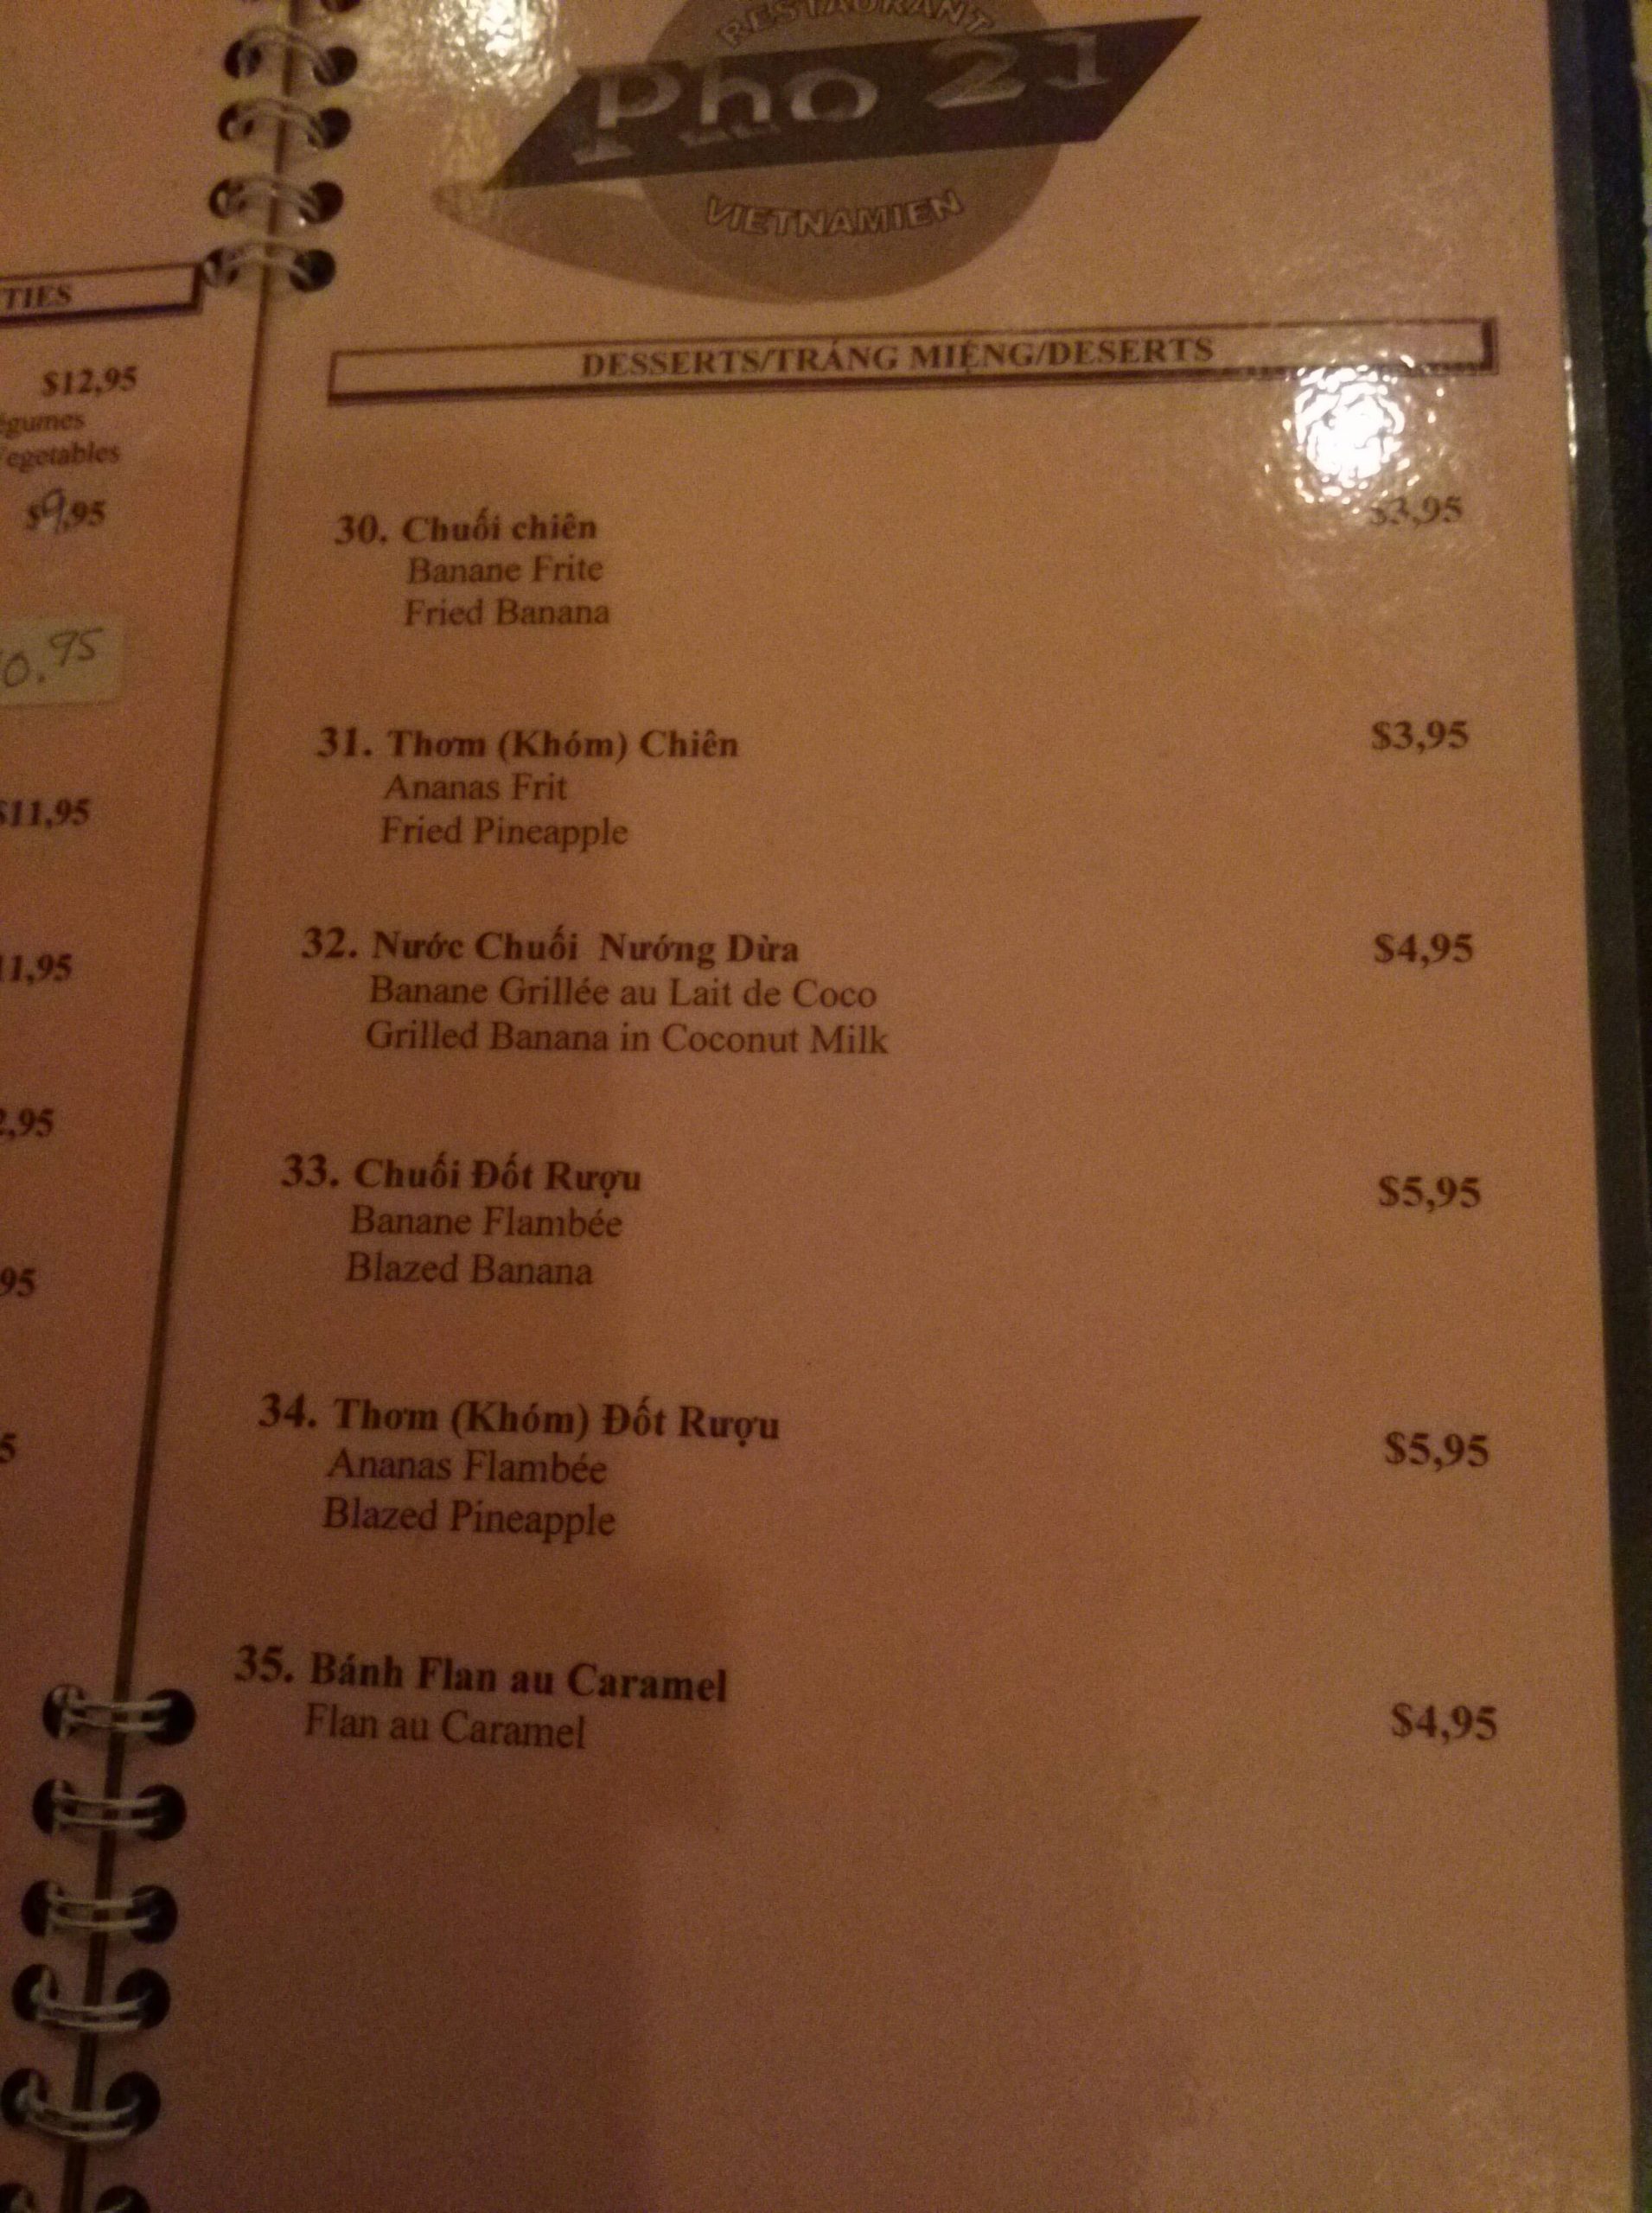 RESTAURANT
Pho 21
VIETNAMIEN
TIES
$12,95
égumes
egetables
$9,95
0.95
$11,95
11,95
2,95
95
5
DESSERTS/TRÁNG MIỆNG/DESERTS
30. Chuối chiên $3,95
Banane Frite
Fried Banana
31. Thơm (Khóm) Chiên $3,95
Ananas Frit
Fried Pineapple
32. Nước Chuối Nướng Dừa $4,95
Banane Grillée au Lait de Coco
Grilled Banana in Coconut Milk
33. Chuối Đốt Rượu $5,95
Banane Flambée
Blazed Banana
34. Thơm (Khóm) Đốt Rượu $5,95
Ananas Flambée
Blazed Pineapple
35. Bánh Flan au Caramel
Flan au Caramel $4,95